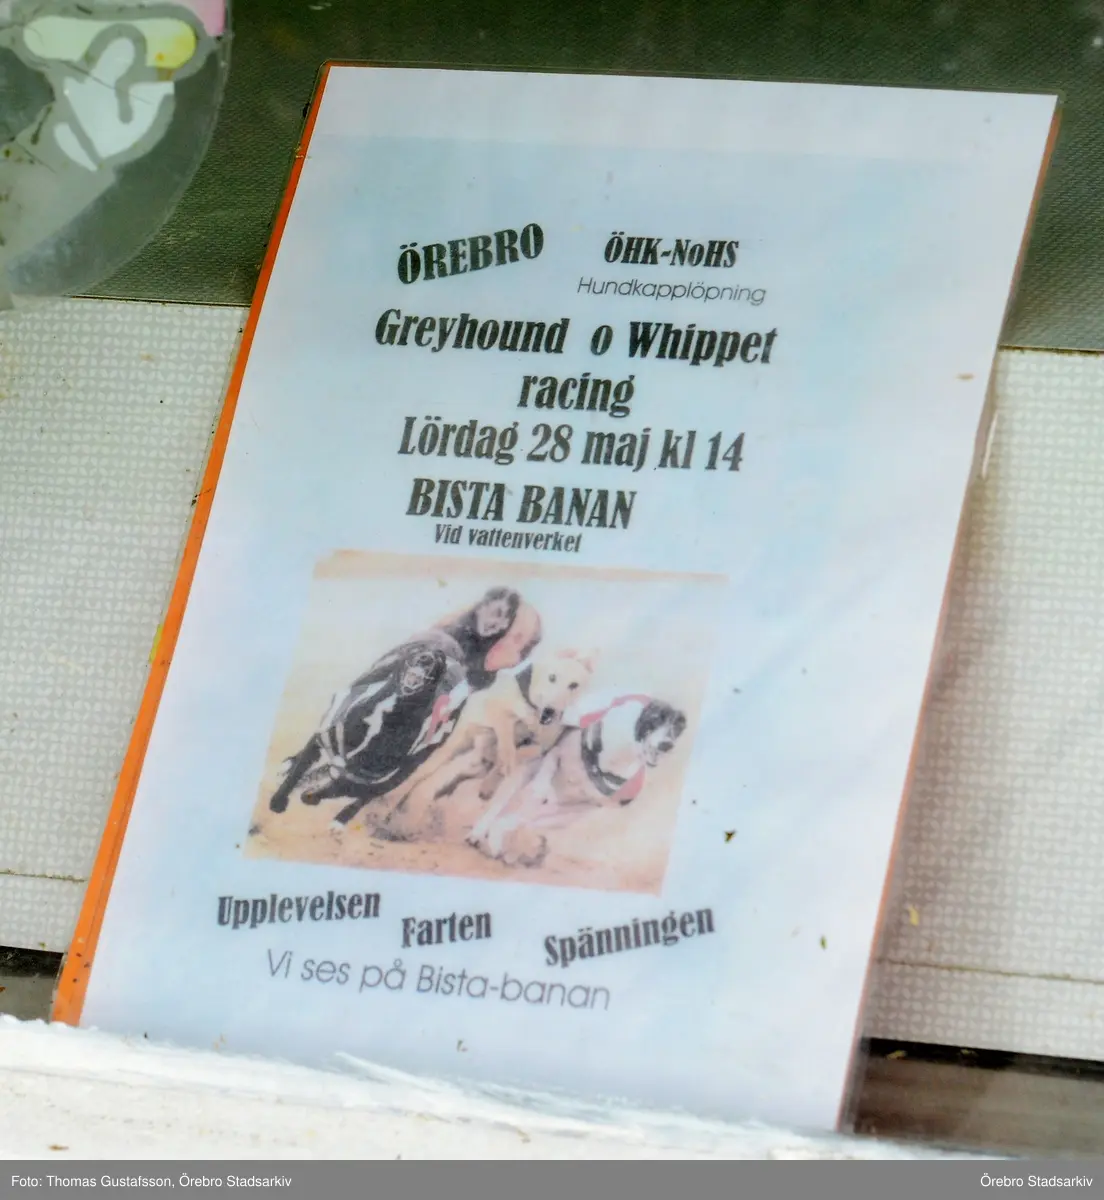 ÖREBRO ÖHK-NoHS
Hundkapplöpning
Greyhound o Whippet
racing
Lördag 28 maj kl 14
BISTA BANAN
Vid vattenverket
Upplevelsen Farten Spänningen
Vi ses på Bista-banan
Foto: Thomas Gustafsson, Örebro Stadsarkiv Örebro Stadsarkiv